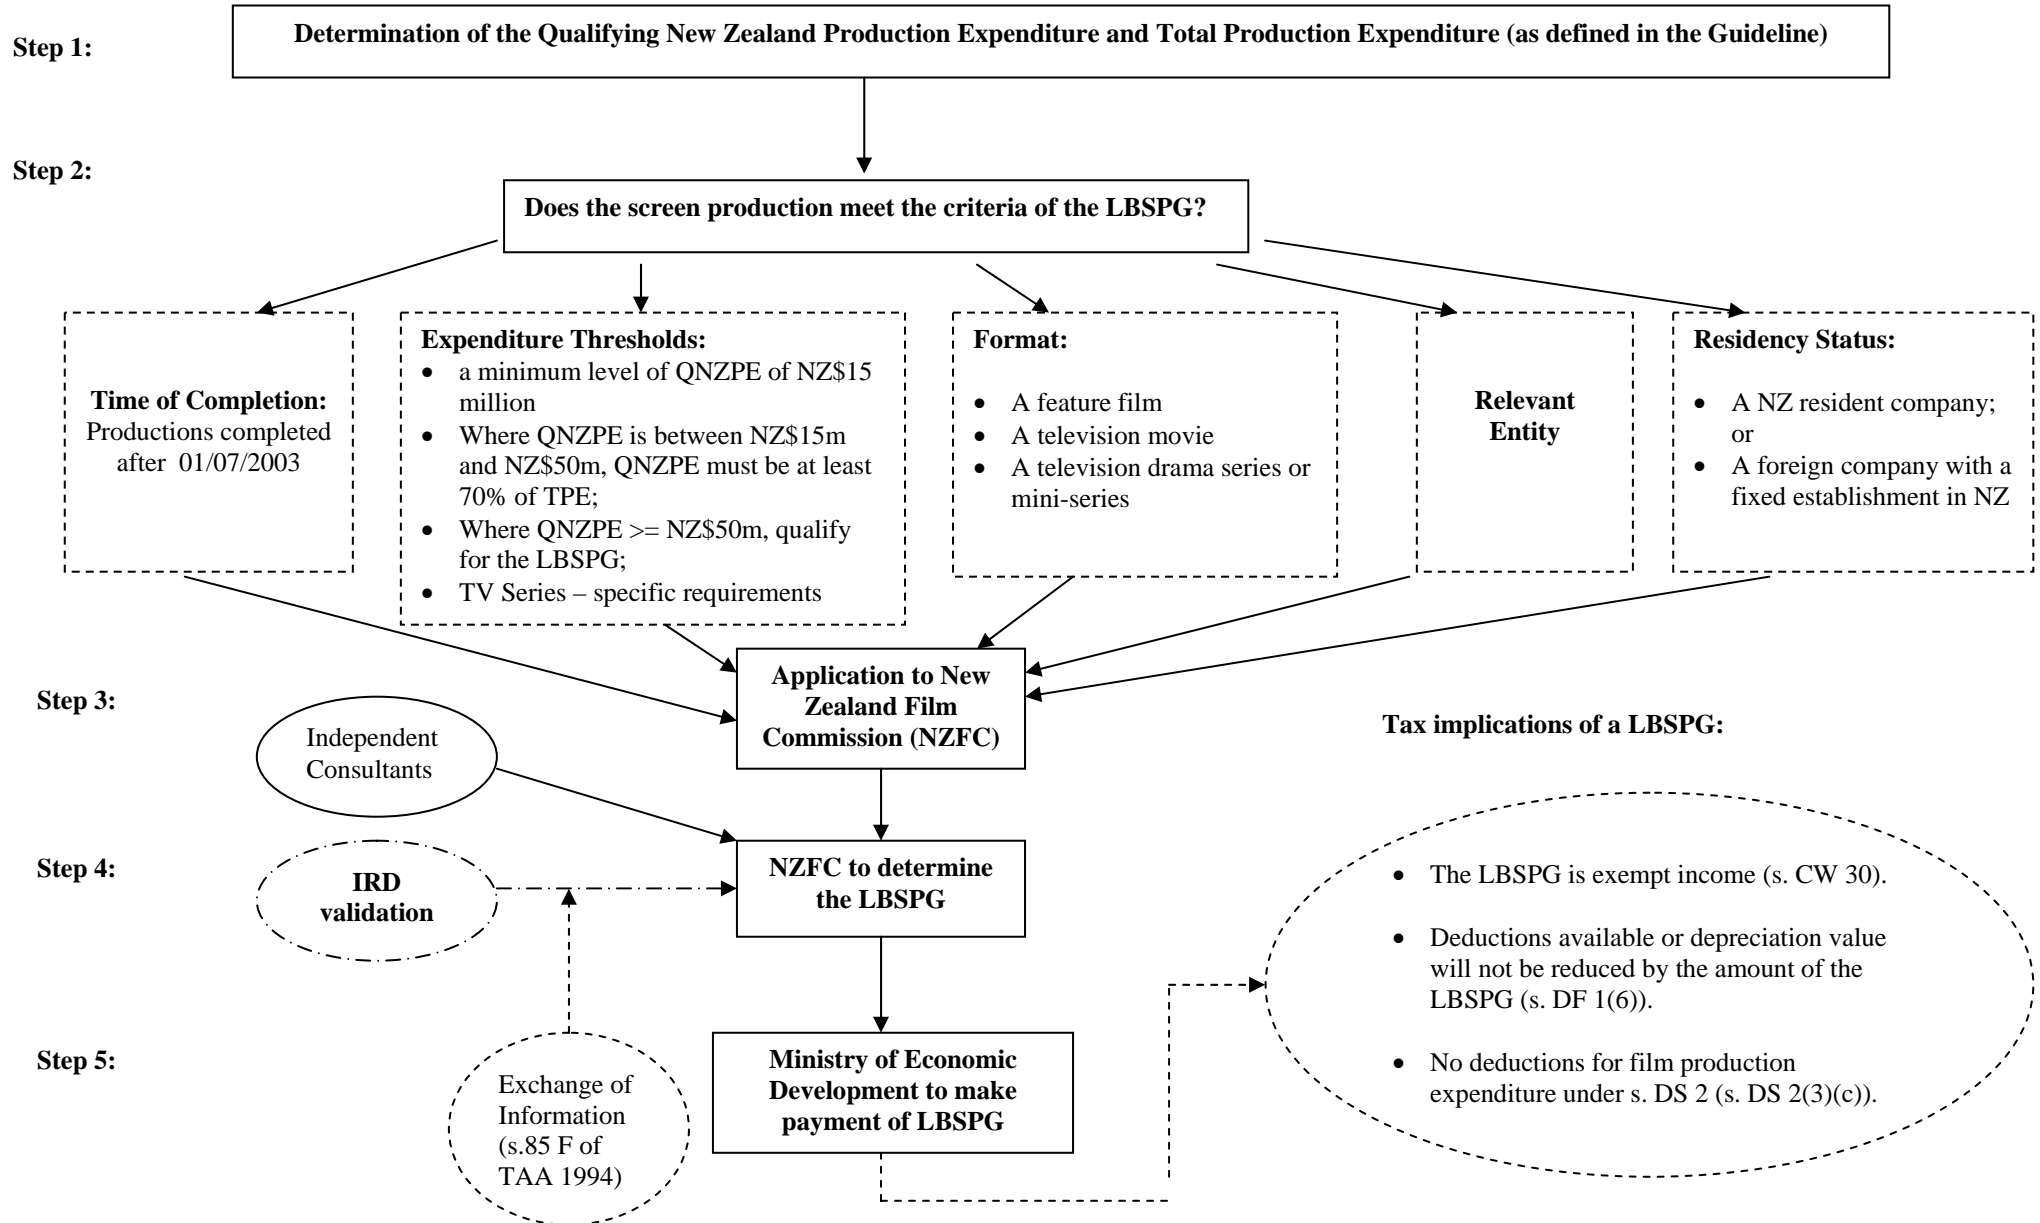 Step 1:
Determination of the Qualifying New Zealand Production Expenditure and Total Production Expenditure (as defined in the Guideline)
Step 2:
Does the screen production meet the criteria of the LBSPG?
Time of Completion:
Productions completed
after 01/07/2003
Expenditure Thresholds:
• a minimum level of QNZPE of NZ$15
million
• Where QNZPE is between NZ$15m
and NZ$50m, QNZPE must be at least
70% of TPE;
• Where QNZPE >= NZ$50m, qualify
for the LBSPG;
• TV Series – specific requirements
Format:
• A feature film
• A television movie
• A television drama series or
mini-series
Relevant
Entity
Residency Status:
• A NZ resident company;
or
• A foreign company with a
fixed establishment in NZ
Step 3:
Application to New
Zealand Film
Commission (NZFC)
Independent
Consultants
Tax implications of a LBSPG:
Step 4:
IRD
validation
NZFC to determine
the LBSPG
• The LBSPG is exempt income (s. CW 30).
• Deductions available or depreciation value
will not be reduced by the amount of the
LBSPG (s. DF 1(6)).
• No deductions for film production
expenditure under s. DS 2 (s. DS 2(3)(c)).
Step 5:
Exchange of
Information
(s.85 F of
TAA 1994)
Ministry of Economic
Development to make
payment of LBSPG